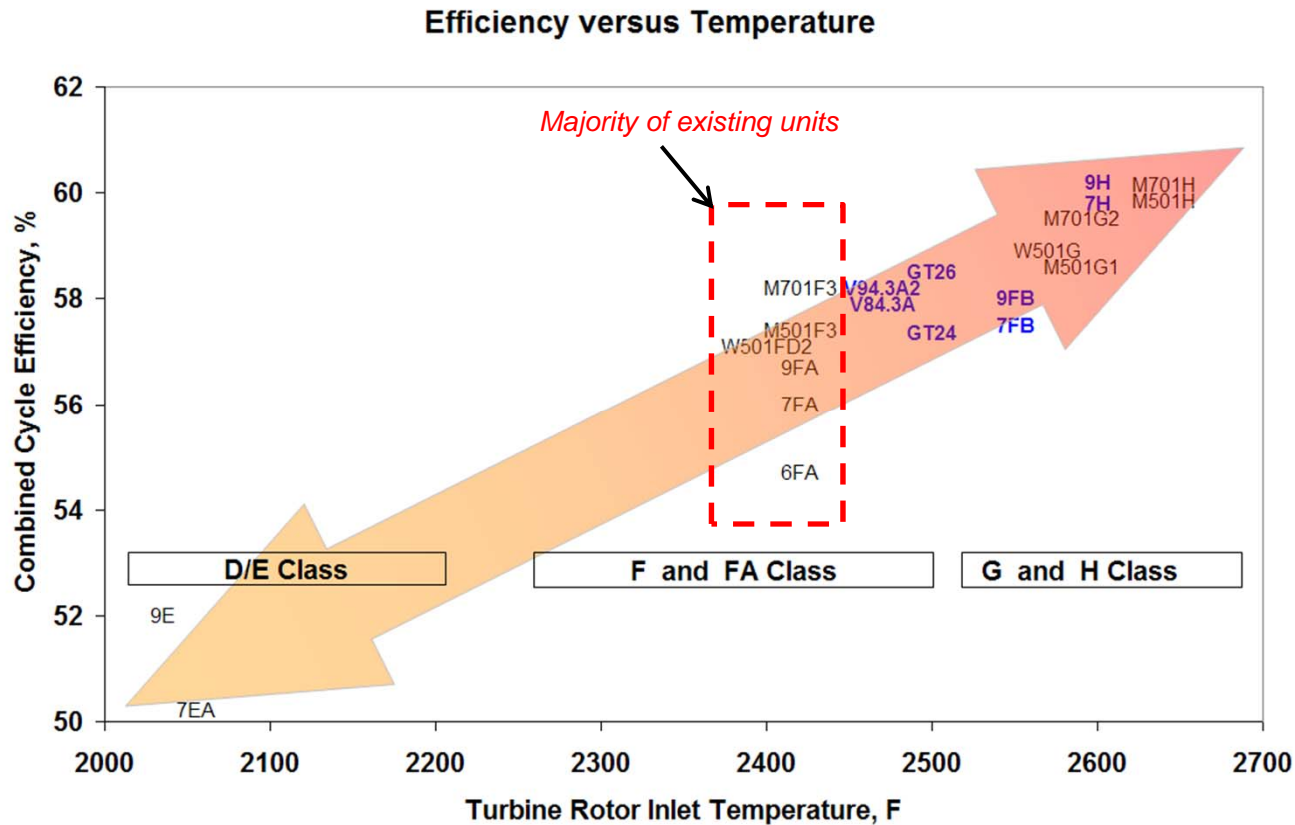 Efficiency versus Temperature
Combined Cycle Efficiency, %
62
60
58
56
54
52
50
Majority of existing units
9H
7H
M701H
M501H
M701G2
W501G
M501G1
GT26
M701F3
V94.3A2
V84.3A
9FB
7FB
GT24
M501F3
W501FD2
9FA
7FA
6FA
D/E Class
F and FA Class
G and H Class
9E
7EA
2000 2100 2200 2300 2400 2500 2600 2700
Turbine Rotor Inlet Temperature, F